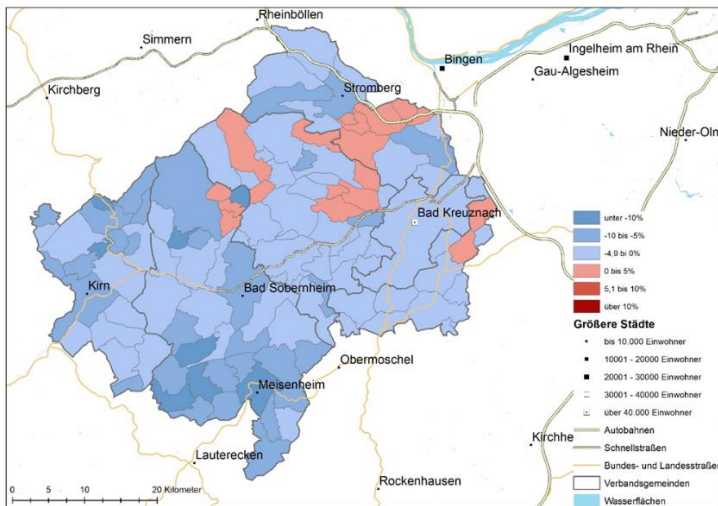 Rheinböllen
Simmern
Bingen
Ingelheim am Rhein
Gau-Algesheim
Kirchberg
Stromberg
Nieder-Olm
Bad Kreuznach
Kirn
Bad Sobernheim
Obermoschel
Meisenheim
Lauterecken
Kirchhe
Rockenhausen
unter -10%
-10 bis -5%
-4,9 bi 0%
0 bis 5%
5,1 bis 10%
über 10%
Größere Städte
bis 10.000 Einwohner
10001 - 20000 Einwohner
20001 - 30000 Einwohner
30001 - 40000 Einwohner
über 40.000 Einwohner
Autobahnen
Schnellstraßen
Bundes- und Landesstraßen
Verbandsgemeinden
Wasserflächen
0 5 10 20 Kilometer